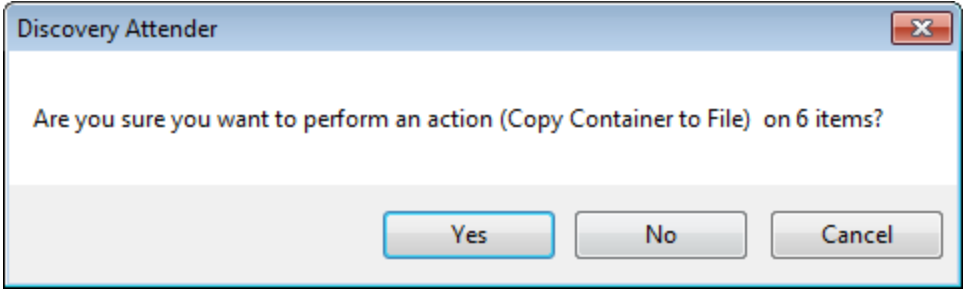 Discovery Attender
Are you sure you want to perform an action (Copy Container to File)  on 6 items?
Yes No Cancel